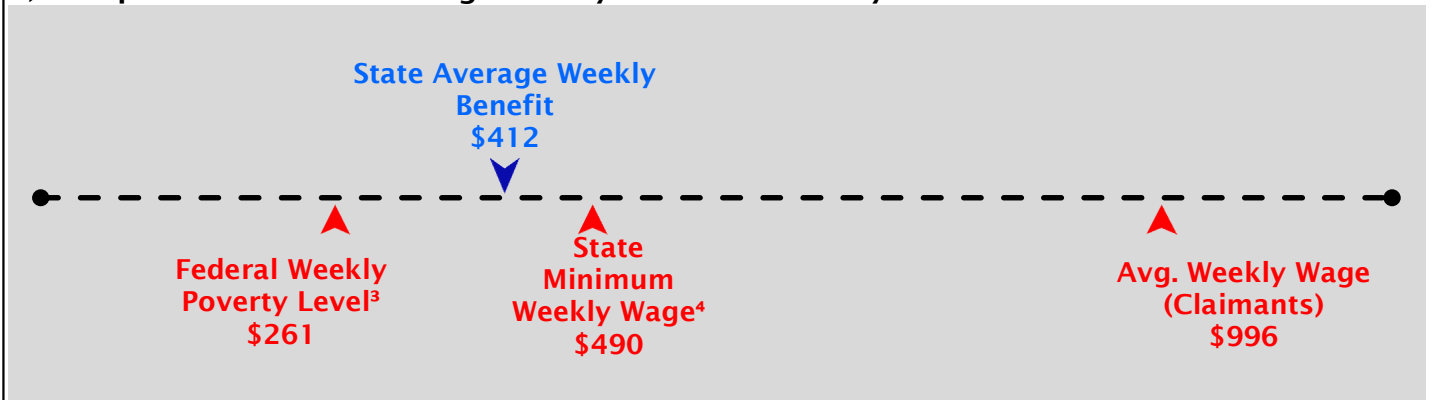 State Average Weekly
Benefit
$412
Federal Weekly
Poverty Level³
$261
State
Minimum
Weekly Wage⁴
$490
Avg. Weekly Wage
(Claimants)
$996